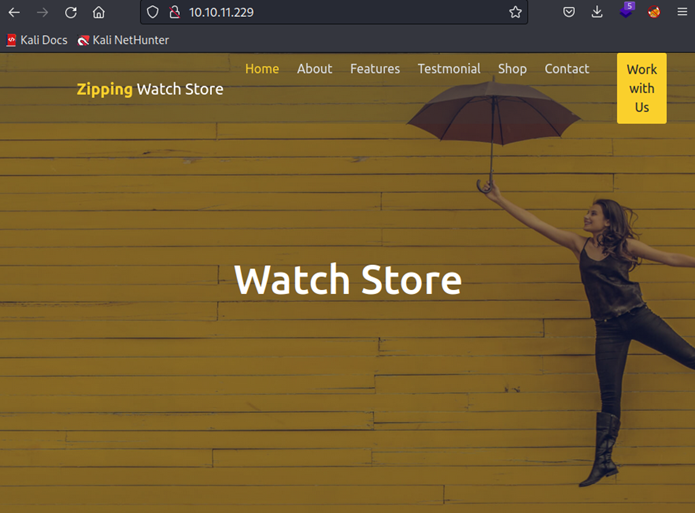 10.10.11.229
5
Kali Docs
Kali NetHunter
Zipping Watch Store
Home
About
Features
Testmonial
Shop
Contact
Work
with
Us
Watch Store